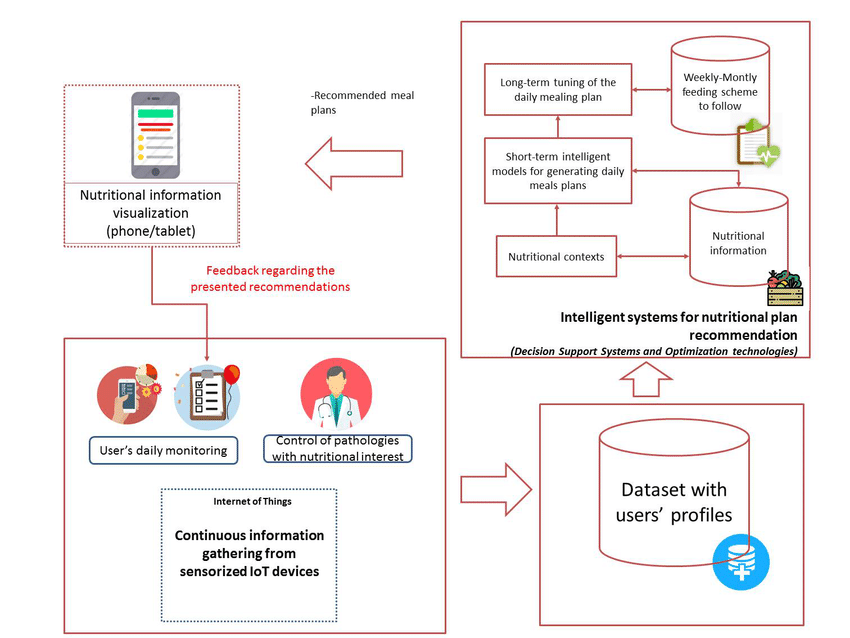 -Recommended meal
plans
Nutritional information
visualization
(phone/tablet)
Feedback regarding the
presented recommendations
Long-term tuning of the
daily mealing plan
Weekly-Montly
feeding scheme
to follow
Short-term intelligent
models for generating daily
meals plans
Nutritional contexts
Nutritional
information
Intelligent systems for nutritional plan
recommendation
(Decision Support Systems and Optimization technologies)
User's daily monitoring
Control of pathologies
with nutritional interest
Internet of Things
Continuous information
gathering from
sensorized IoT devices
Dataset with
users' profiles